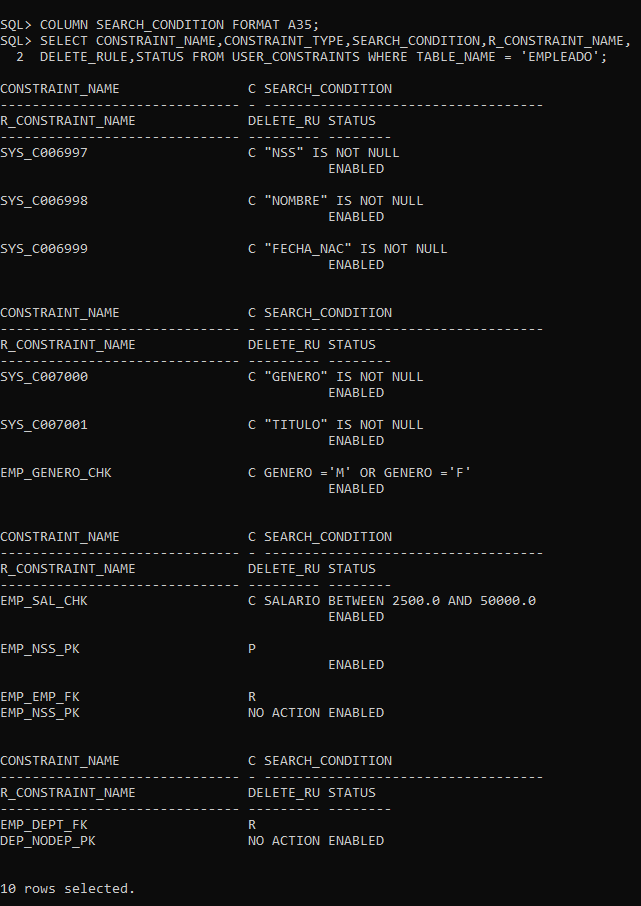 SQL> COLUMN SEARCH_CONDITION FORMAT A35;
SQL> SELECT CONSTRAINT_NAME,CONSTRAINT_TYPE,SEARCH_CONDITION,R_CONSTRAINT_NAME,
  2  DELETE_RULE,STATUS FROM USER_CONSTRAINTS WHERE TABLE_NAME = 'EMPLEADO';

CONSTRAINT_NAME                C SEARCH_CONDITION
------------------------------ - -----------------------------------
R_CONSTRAINT_NAME              DELETE_RU STATUS
------------------------------ --------- --------
SYS_C006997                    C "NSS" IS NOT NULL
                                         ENABLED

SYS_C006998                    C "NOMBRE" IS NOT NULL
                                         ENABLED

SYS_C006999                    C "FECHA_NAC" IS NOT NULL
                                         ENABLED


CONSTRAINT_NAME                C SEARCH_CONDITION
------------------------------ - -----------------------------------
R_CONSTRAINT_NAME              DELETE_RU STATUS
------------------------------ --------- --------
SYS_C007000                    C "GENERO" IS NOT NULL
                                         ENABLED

SYS_C007001                    C "TITULO" IS NOT NULL
                                         ENABLED

EMP_GENERO_CHK                 C GENERO ='M' OR GENERO ='F'
                                         ENABLED


CONSTRAINT_NAME                C SEARCH_CONDITION
------------------------------ - -----------------------------------
R_CONSTRAINT_NAME              DELETE_RU STATUS
------------------------------ --------- --------
EMP_SAL_CHK                    C SALARIO BETWEEN 2500.0 AND 50000.0
                                         ENABLED

EMP_NSS_PK                     P
                                         ENABLED

EMP_EMP_FK                     R
EMP_NSS_PK                     NO ACTION ENABLED


CONSTRAINT_NAME                C SEARCH_CONDITION
------------------------------ - -----------------------------------
R_CONSTRAINT_NAME              DELETE_RU STATUS
------------------------------ --------- --------
EMP_DEPT_FK                    R
DEP_NODEP_PK                   NO ACTION ENABLED


10 rows selected.